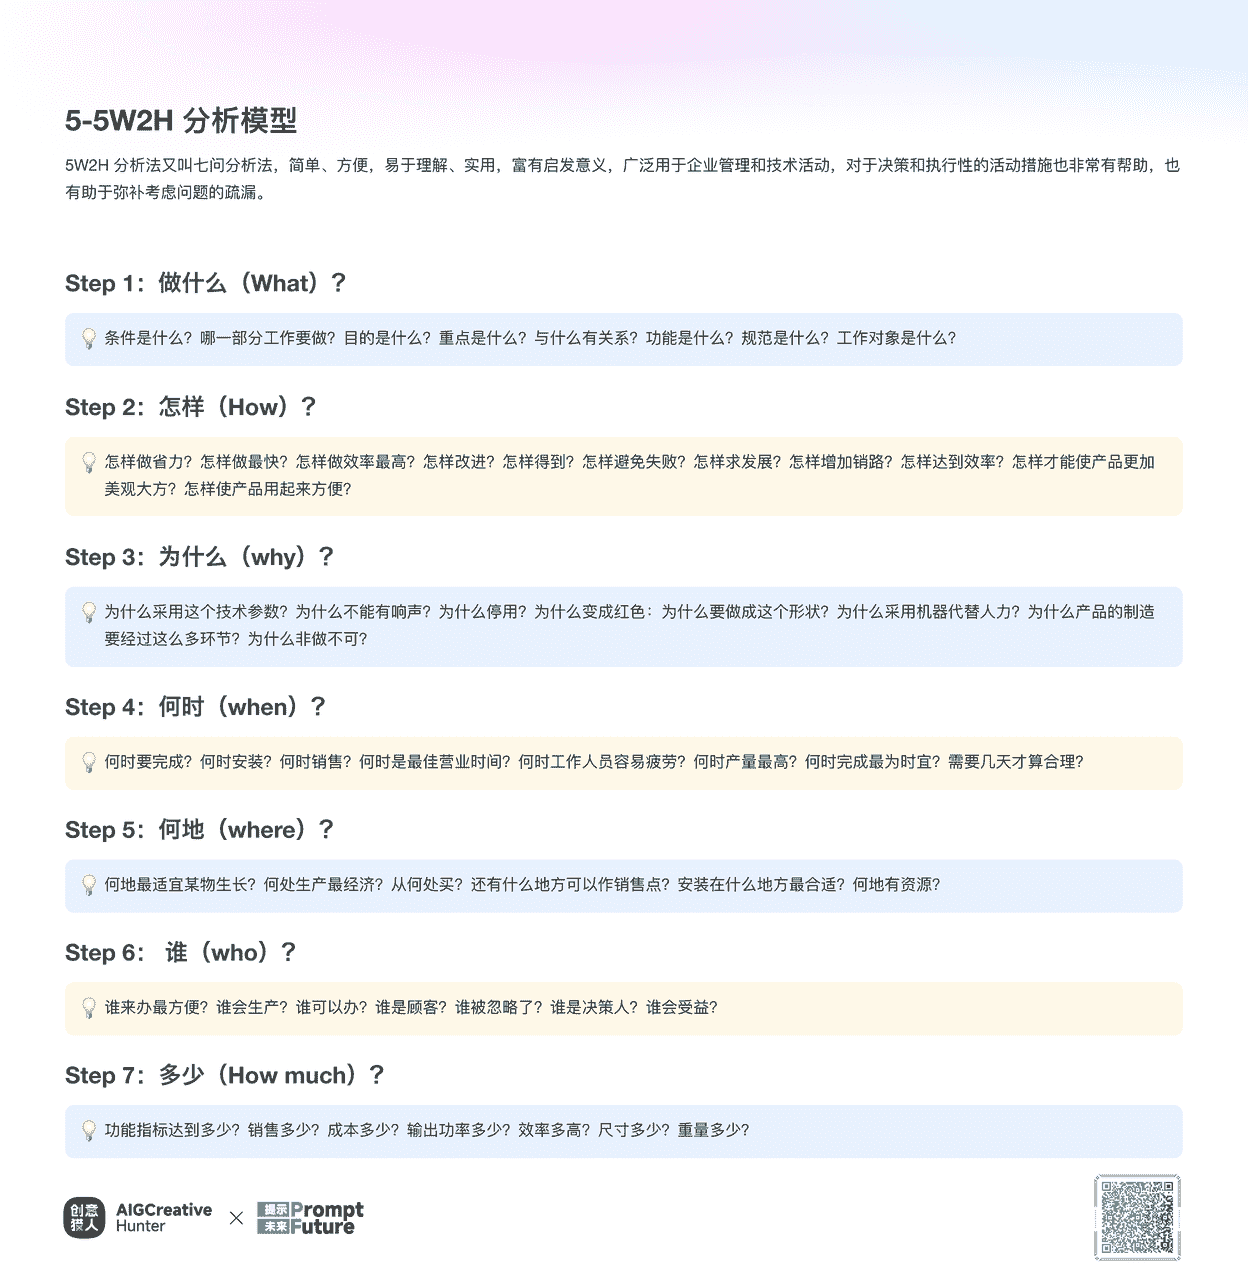 5-5W2H 分析模型
5W2H 分析法又叫七问分析法，简单、方便，易于理解、实用，富有启发意义，广泛用于企业管理和技术活动，对于决策和执行性的活动措施也非常有帮助，也
有助于弥补考虑问题的疏漏。
Step 1：做什么（What）？
条件是什么？哪一部分工作要做？目的是什么？重点是什么？与什么有关系？功能是什么？规范是什么？工作对象是什么？
Step 2：怎样（How）？
怎样做省力？怎样做最快？怎样做效率最高？怎样改进？怎样得到？怎样避免失败？怎样求发展？怎样增加销路？怎样达到效率？怎样才能使产品更加
美观大方？怎样使产品用起来方便？
Step 3：为什么（why）？
为什么采用这个技术参数？为什么不能有响声？为什么停用？为什么变成红色：为什么要做成这个形状？为什么采用机器代替人力？为什么产品的制造
要经过这么多环节？为什么非做不可？
Step 4：何时（when）？
何时要完成？何时安装？何时销售？何时是最佳营业时间？何时工作人员容易疲劳？何时产量最高？何时完成最为时宜？需要几天才算合理？
Step 5：何地（where）？
何地最适宜某物生长？何处生产最经济？从何处买？还有什么地方可以作销售点？安装在什么地方最合适？何地有资源？
Step 6： 谁（who）？
谁来办最方便？谁会生产？谁可以办？谁是顾客？谁被忽略了？谁是决策人？谁会受益？
Step 7：多少（How much）？
功能指标达到多少？销售多少？成本多少？输出功率多少？效率多高？尺寸多少？重量多少？
创意
猎人
AIGCreative
Hunter
×
提示 Prompt
未来 Future